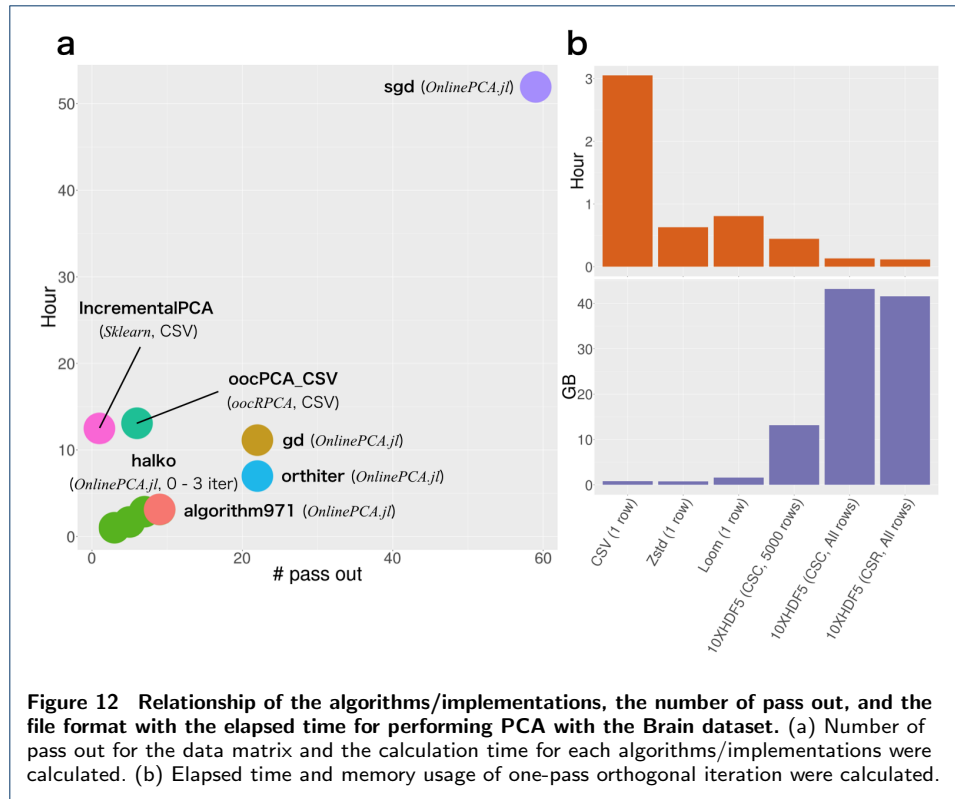 a
sgd (OnlinePCA.jl)
50
40
30
20
10
0
Hour
IncrementalPCA
(Sklearn, CSV)
oocPCA_CSV
(oocRPCA, CSV)
gd (OnlinePCA.jl)
halko
(OnlinePCA.jl, 0 - 3 iter)
orthiter (OnlinePCA.jl)
algorithm971 (OnlinePCA.jl)
0 20 40 60
# pass out
b
3
2
1
0
Hour
40
30
20
10
0
GB
CSV (1 row)
Zstd (1 row)
Loom (1 row)
10XHDF5 (CSC, 5000 rows)
10XHDF5 (CSC, All rows)
10XHDF5 (CSR, All rows)
Figure 12 Relationship of the algorithms/implementations, the number of pass out, and the
file format with the elapsed time for performing PCA with the Brain dataset. (a) Number of
pass out for the data matrix and the calculation time for each algorithms/implementations were
calculated. (b) Elapsed time and memory usage of one-pass orthogonal iteration were calculated.